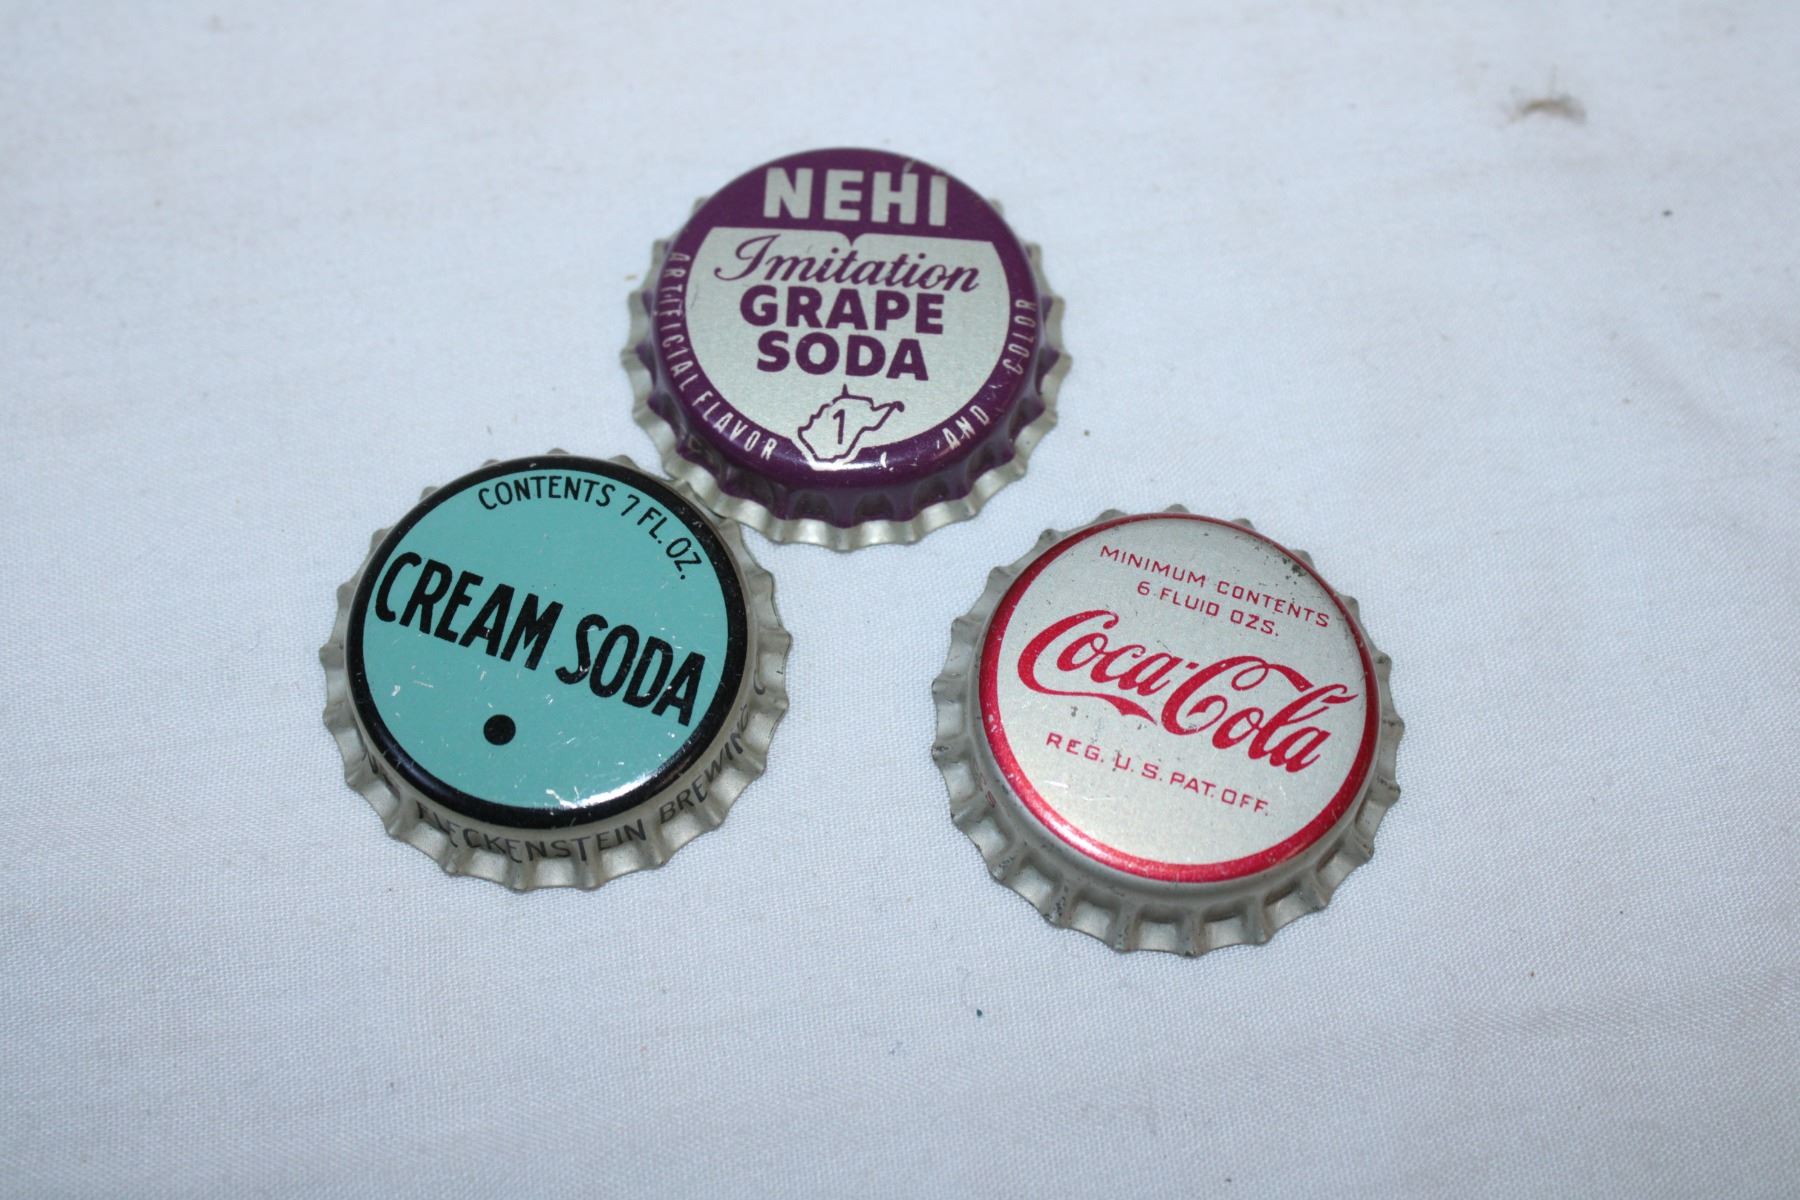 NEHI
Imitation
GRAPE
SODA
ARTIFICIAL FLAVOR AND COLOR
1
CONTENTS 7 FL. OZ.
CREAM SODA
FLECKENSTEIN BREWING
MINIMUM CONTENTS
6 FLUID OZS.
Coca-Cola
REG. U.S. PAT. OFF.